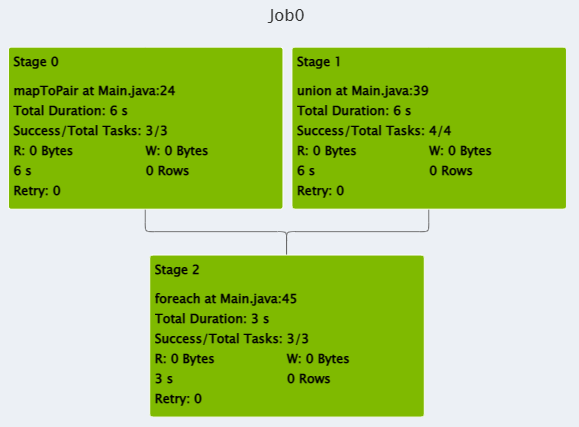 Job0
Stage 0
mapToPair at Main.java:24
Total Duration: 6 s
Success/Total Tasks: 3/3
R: 0 Bytes W: 0 Bytes
6 s 0 Rows
Retry: 0
Stage 1
union at Main.java:39
Total Duration: 6 s
Success/Total Tasks: 4/4
R: 0 Bytes W: 0 Bytes
6 s 0 Rows
Retry: 0
Stage 2
foreach at Main.java:45
Total Duration: 3 s
Success/Total Tasks: 3/3
R: 0 Bytes W: 0 Bytes
3 s 0 Rows
Retry: 0